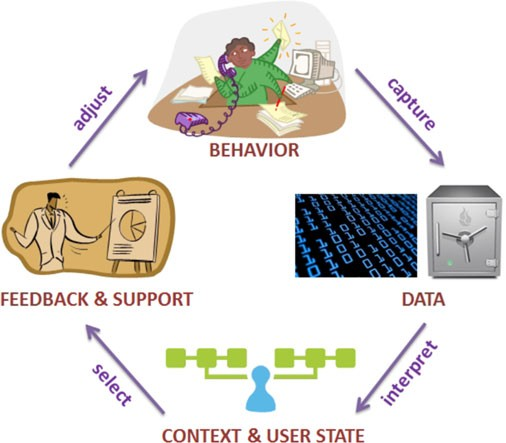 adjust
capture
BEHAVIOR
FEEDBACK & SUPPORT
DATA
select
interpret
CONTEXT & USER STATE